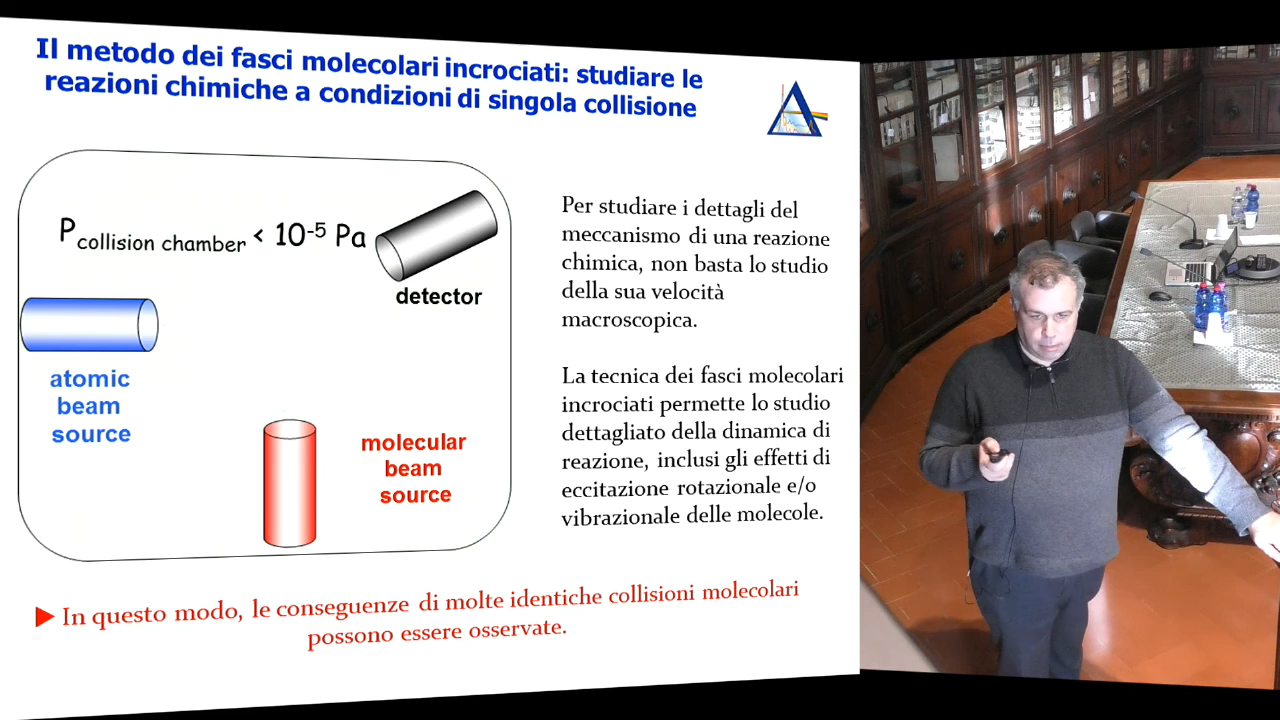 Il metodo dei fasci molecolari incrociati: studiare le
reazioni chimiche a condizioni di singola collisione
P collision chamber < 10-5 Pa
detector
atomic
beam
source
molecular
beam
source
Per studiare i dettagli del
meccanismo di una reazione
chimica, non basta lo studio
della sua velocità
macroscopica.
La tecnica dei fasci molecolari
incrociati permette lo studio
dettagliato della dinamica di
reazione, inclusi gli effetti di
eccitazione rotazionale e/o
vibrazionale delle molecole.
▶ In questo modo, le conseguenze di molte identiche collisioni molecolari
possono essere osservate.